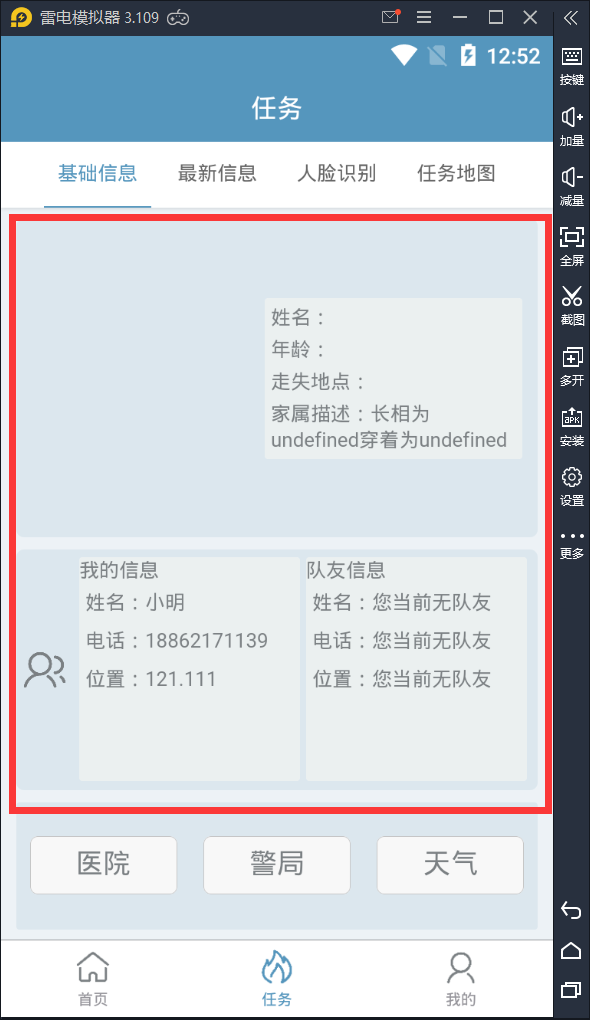 雷电模拟器 3.109
12:52
任务
基础信息 最新信息 人脸识别 任务地图
姓名：
年龄：
走失地点：
家属描述：长相为
undefined穿着为undefined
我的信息
姓名：小明
电话：18862171139
位置：121.111
队友信息
姓名：您当前无队友
电话：您当前无队友
位置：您当前无队友
医院 警局 天气
首页 任务 我的
按键
加量
减量
全屏
截图
多开
APK
安装
设置
更多